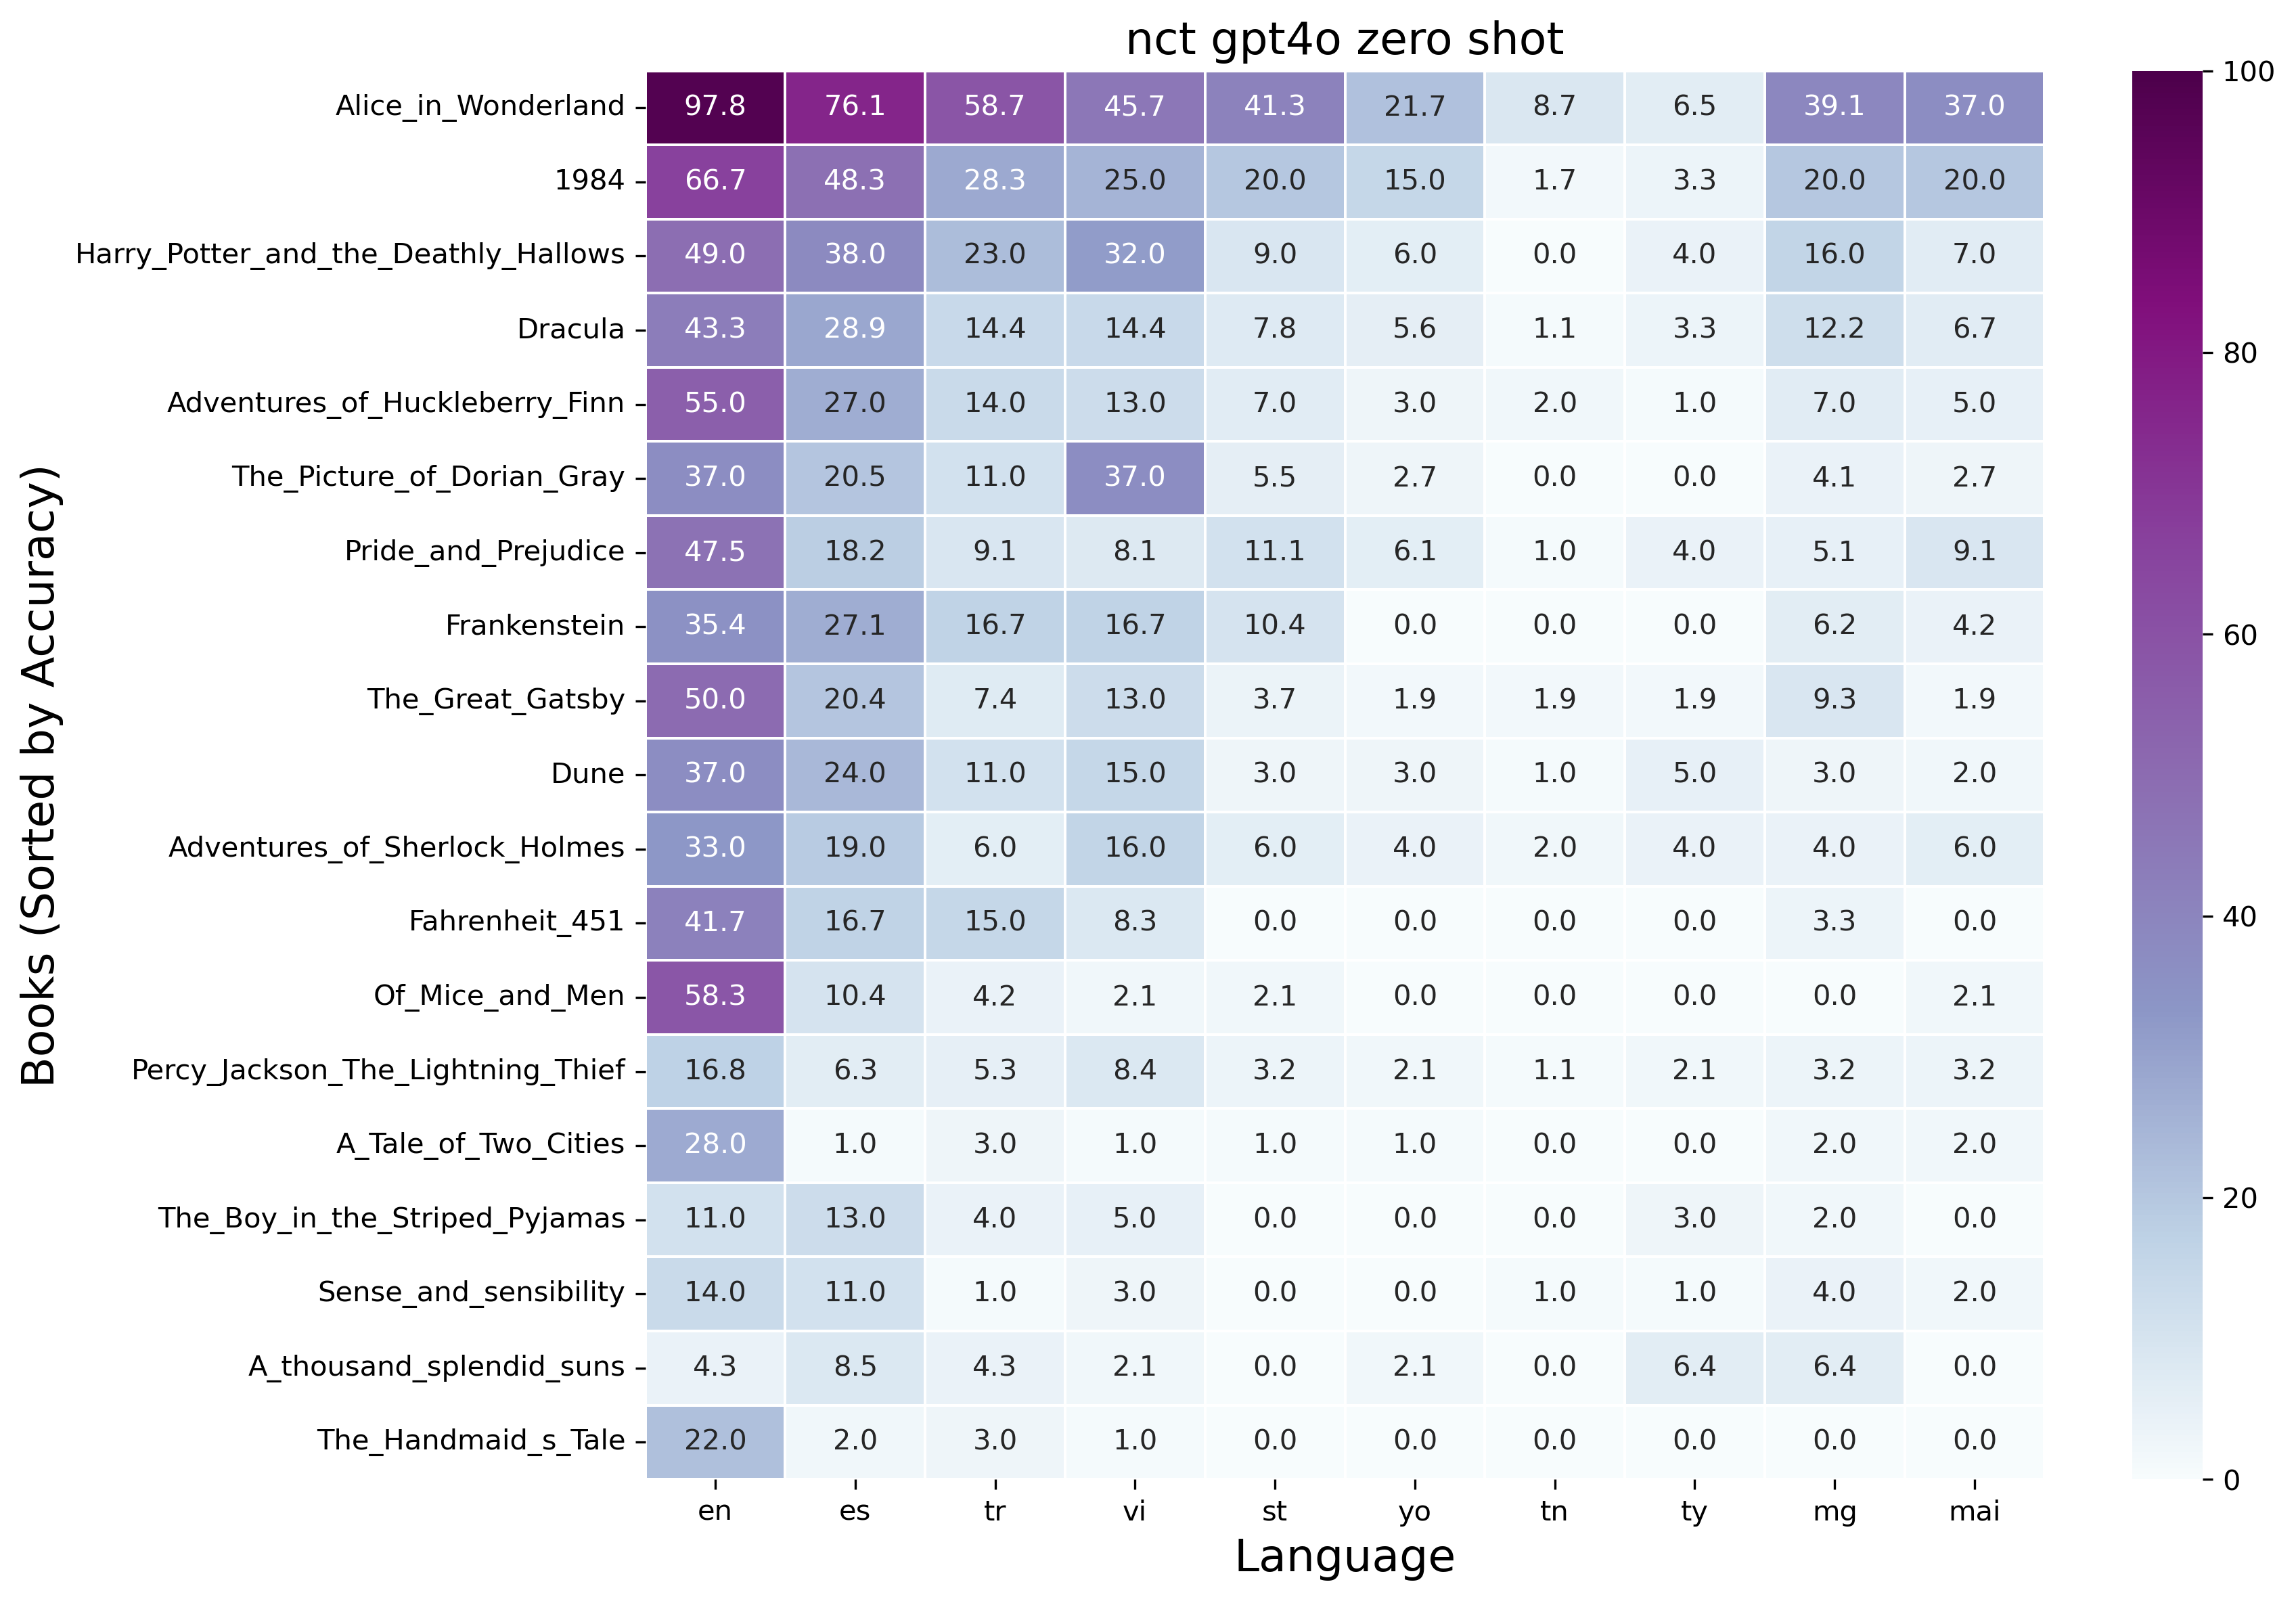 nct gpt4o zero shot
Books (Sorted by Accuracy)
Alice_in_Wonderland 97.8 76.1 58.7 45.7 41.3 21.7 8.7 6.5 39.1 37.0
1984 66.7 48.3 28.3 25.0 20.0 15.0 1.7 3.3 20.0 20.0
Harry_Potter_and_the_Deathly_Hallows 49.0 38.0 23.0 32.0 9.0 6.0 0.0 4.0 16.0 7.0
Dracula 43.3 28.9 14.4 14.4 7.8 5.6 1.1 3.3 12.2 6.7
Adventures_of_Huckleberry_Finn 55.0 27.0 14.0 13.0 7.0 3.0 2.0 1.0 7.0 5.0
The_Picture_of_Dorian_Gray 37.0 20.5 11.0 37.0 5.5 2.7 0.0 0.0 4.1 2.7
Pride_and_Prejudice 47.5 18.2 9.1 8.1 11.1 6.1 1.0 4.0 5.1 9.1
Frankenstein 35.4 27.1 16.7 16.7 10.4 0.0 0.0 0.0 6.2 4.2
The_Great_Gatsby 50.0 20.4 7.4 13.0 3.7 1.9 1.9 1.9 9.3 1.9
Dune 37.0 24.0 11.0 15.0 3.0 3.0 1.0 5.0 3.0 2.0
Adventures_of_Sherlock_Holmes 33.0 19.0 6.0 16.0 6.0 4.0 2.0 4.0 4.0 6.0
Fahrenheit_451 41.7 16.7 15.0 8.3 0.0 0.0 0.0 0.0 3.3 0.0
Of_Mice_and_Men 58.3 10.4 4.2 2.1 2.1 0.0 0.0 0.0 0.0 2.1
Percy_Jackson_The_Lightning_Thief 16.8 6.3 5.3 8.4 3.2 2.1 1.1 2.1 3.2 3.2
A_Tale_of_Two_Cities 28.0 1.0 3.0 1.0 1.0 1.0 0.0 0.0 2.0 2.0
The_Boy_in_the_Striped_Pyjamas 11.0 13.0 4.0 5.0 0.0 0.0 0.0 3.0 2.0 0.0
Sense_and_sensibility 14.0 11.0 1.0 3.0 0.0 0.0 1.0 1.0 4.0 2.0
A_thousand_splendid_suns 4.3 8.5 4.3 2.1 0.0 2.1 0.0 6.4 6.4 0.0
The_Handmaid_s_Tale 22.0 2.0 3.0 1.0 0.0 0.0 0.0 0.0 0.0 0.0
en es tr vi st yo tn ty mg mai
Language
100
80
60
40
20
0